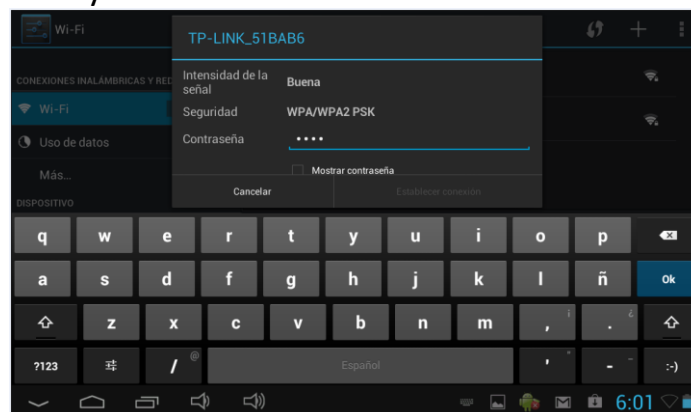 Wi-Fi
TP-LINK_51BAB6
CONEXIONES INALÁMBRICAS Y RED
Intensidad de la señal Buena
Wi-Fi
Seguridad WPA/WPA2 PSK
Uso de datos
Contraseña ····
Más...
Mostrar contraseña
DISPOSITIVO
Cancelar Establecer conexión
q w e r t y u i o p
a s d f g h j k l ñ Ok
z x c v b n m , ¡ . ¿
?123 / @ Español ' " - _ :-)
6:01